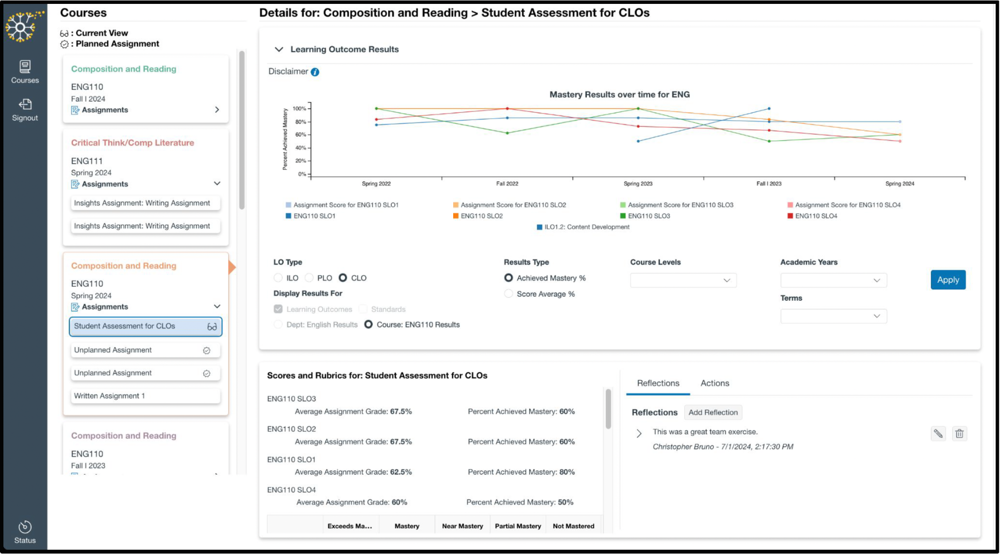 Courses
Signout
Status
Courses
: Current View
: Planned Assignment
Composition and Reading
ENG110
Fall I 2024
Assignments
Critical Think/Comp Literature
ENG111
Spring 2024
Assignments
Insights Assignment: Writing Assignment
Insights Assignment: Writing Assignment
Composition and Reading
ENG110
Spring 2024
Assignments
Student Assessment for CLOs
Unplanned Assignment
Unplanned Assignment
Written Assignment 1
Composition and Reading
ENG110
Fall I 2023
Details for: Composition and Reading > Student Assessment for CLOs
Learning Outcome Results
Disclaimer i
Mastery Results over time for ENG
Percent Achieved Mastery
100%
80%
60%
40%
20%
0%
Spring 2022 Fall 2022 Spring 2023 Fall I 2023 Spring 2024
Assignment Score for ENG110 SLO1 Assignment Score for ENG110 SLO2 Assignment Score for ENG110 SLO3 Assignment Score for ENG110 SLO4
ENG110 SLO1 ENG110 SLO2 ENG110 SLO3 ENG110 SLO4
ILO1.2: Content Development
LO Type
ILO PLO CLO
Display Results For
Learning Outcomes Standards
Dept: English Results Course: ENG110 Results
Results Type
Achieved Mastery %
Score Average %
Course Levels
Academic Years
Terms
Apply
Scores and Rubrics for: Student Assessment for CLOs
ENG110 SLO3
Average Assignment Grade: 67.5% Percent Achieved Mastery: 60%
ENG110 SLO2
Average Assignment Grade: 67.5% Percent Achieved Mastery: 60%
ENG110 SLO1
Average Assignment Grade: 62.5% Percent Achieved Mastery: 80%
ENG110 SLO4
Average Assignment Grade: 60% Percent Achieved Mastery: 50%
Exceeds Ma... Mastery Near Mastery Partial Mastery Not Mastered
Reflections Actions
Reflections Add Reflection
This was a great team exercise.
Christopher Bruno - 7/1/2024, 2:17:30 PM